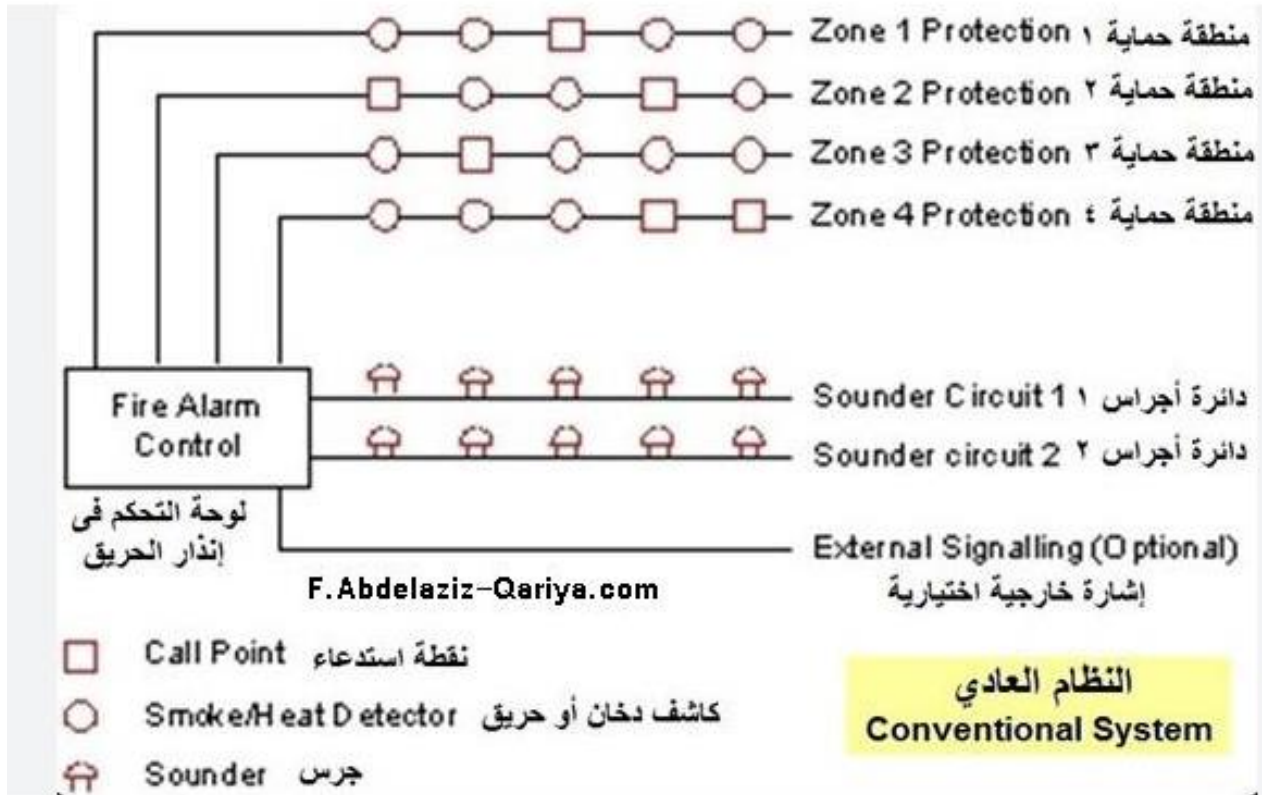 Zone 1 Protection ١ منطقة حماية
Zone 2 Protection ٢ منطقة حماية
Zone 3 Protection ٣ منطقة حماية
Zone 4 Protection ٤ منطقة حماية
Fire Alarm
Control
لوحة التحكم فى
إنذار الحريق
Sounder Circuit 1 ١ دائرة أجراس
Sounder circuit 2 ٢ دائرة أجراس
External Signalling (Optional)
إشارة خارجية اختيارية
F.Abdelaziz-Qariya.com
Call Point نقطة استدعاء
Smoke/Heat Detector كاشف دخان أو حريق
Sounder جرس
النظام العادي
Conventional System